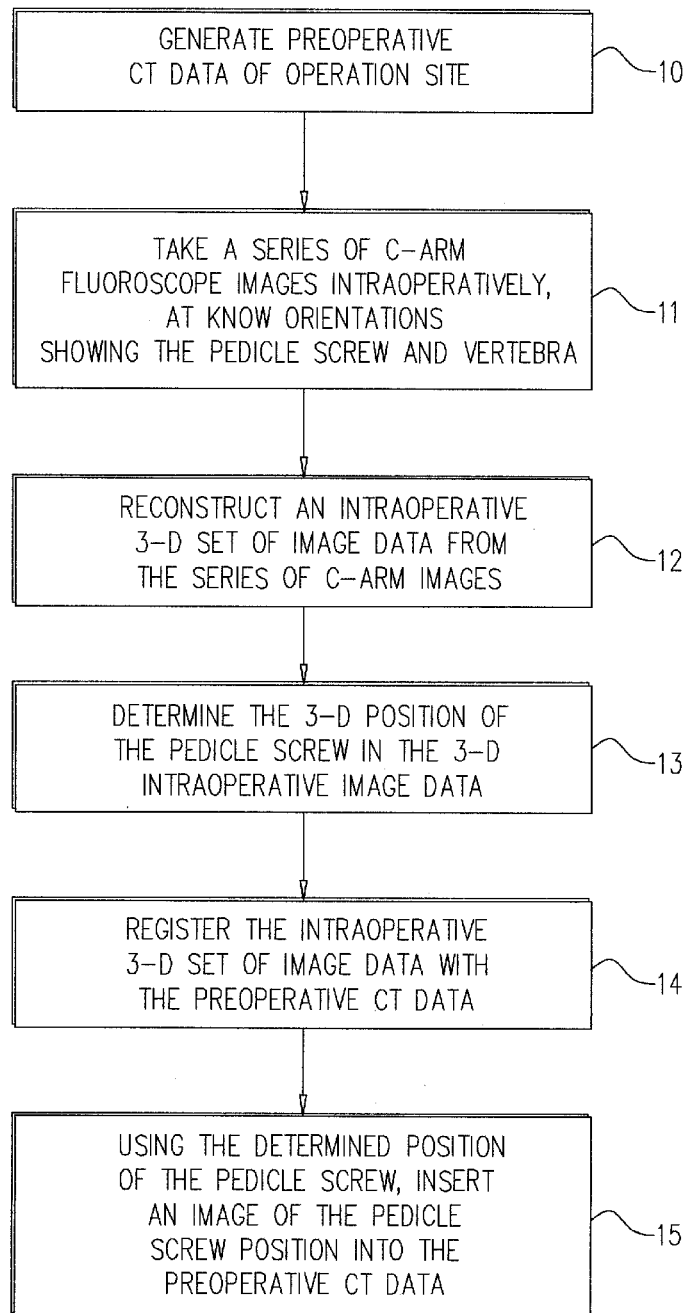 GENERATE PREOPERATIVE
CT DATA OF OPERATION SITE
10
TAKE A SERIES OF C-ARM
FLUOROSCOPE IMAGES INTRAOPERATIVELY,
AT KNOW ORIENTATIONS
SHOWING THE PEDICLE SCREW AND VERTEBRA
11
RECONSTRUCT AN INTRAOPERATIVE
3-D SET OF IMAGE DATA FROM
THE SERIES OF C-ARM IMAGES
12
DETERMINE THE 3-D POSITION OF
THE PEDICLE SCREW IN THE 3-D
INTRAOPERATIVE IMAGE DATA
13
REGISTER THE INTRAOPERATIVE
3-D SET OF IMAGE DATA WITH
THE PREOPERATIVE CT DATA
14
USING THE DETERMINED POSITION
OF THE PEDICLE SCREW, INSERT
AN IMAGE OF THE PEDICLE
SCREW POSITION INTO THE
PREOPERATIVE CT DATA
15